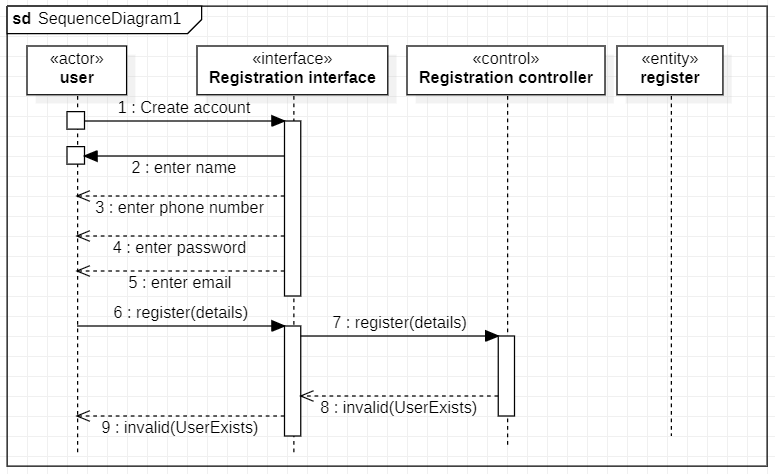 sd SequenceDiagram1
«actor»
user
«interface»
Registration interface
«control»
Registration controller
«entity»
register
1 : Create account
2 : enter name
3 : enter phone number
4 : enter password
5 : enter email
6 : register(details)
7 : register(details)
8 : invalid(UserExists)
9 : invalid(UserExists)